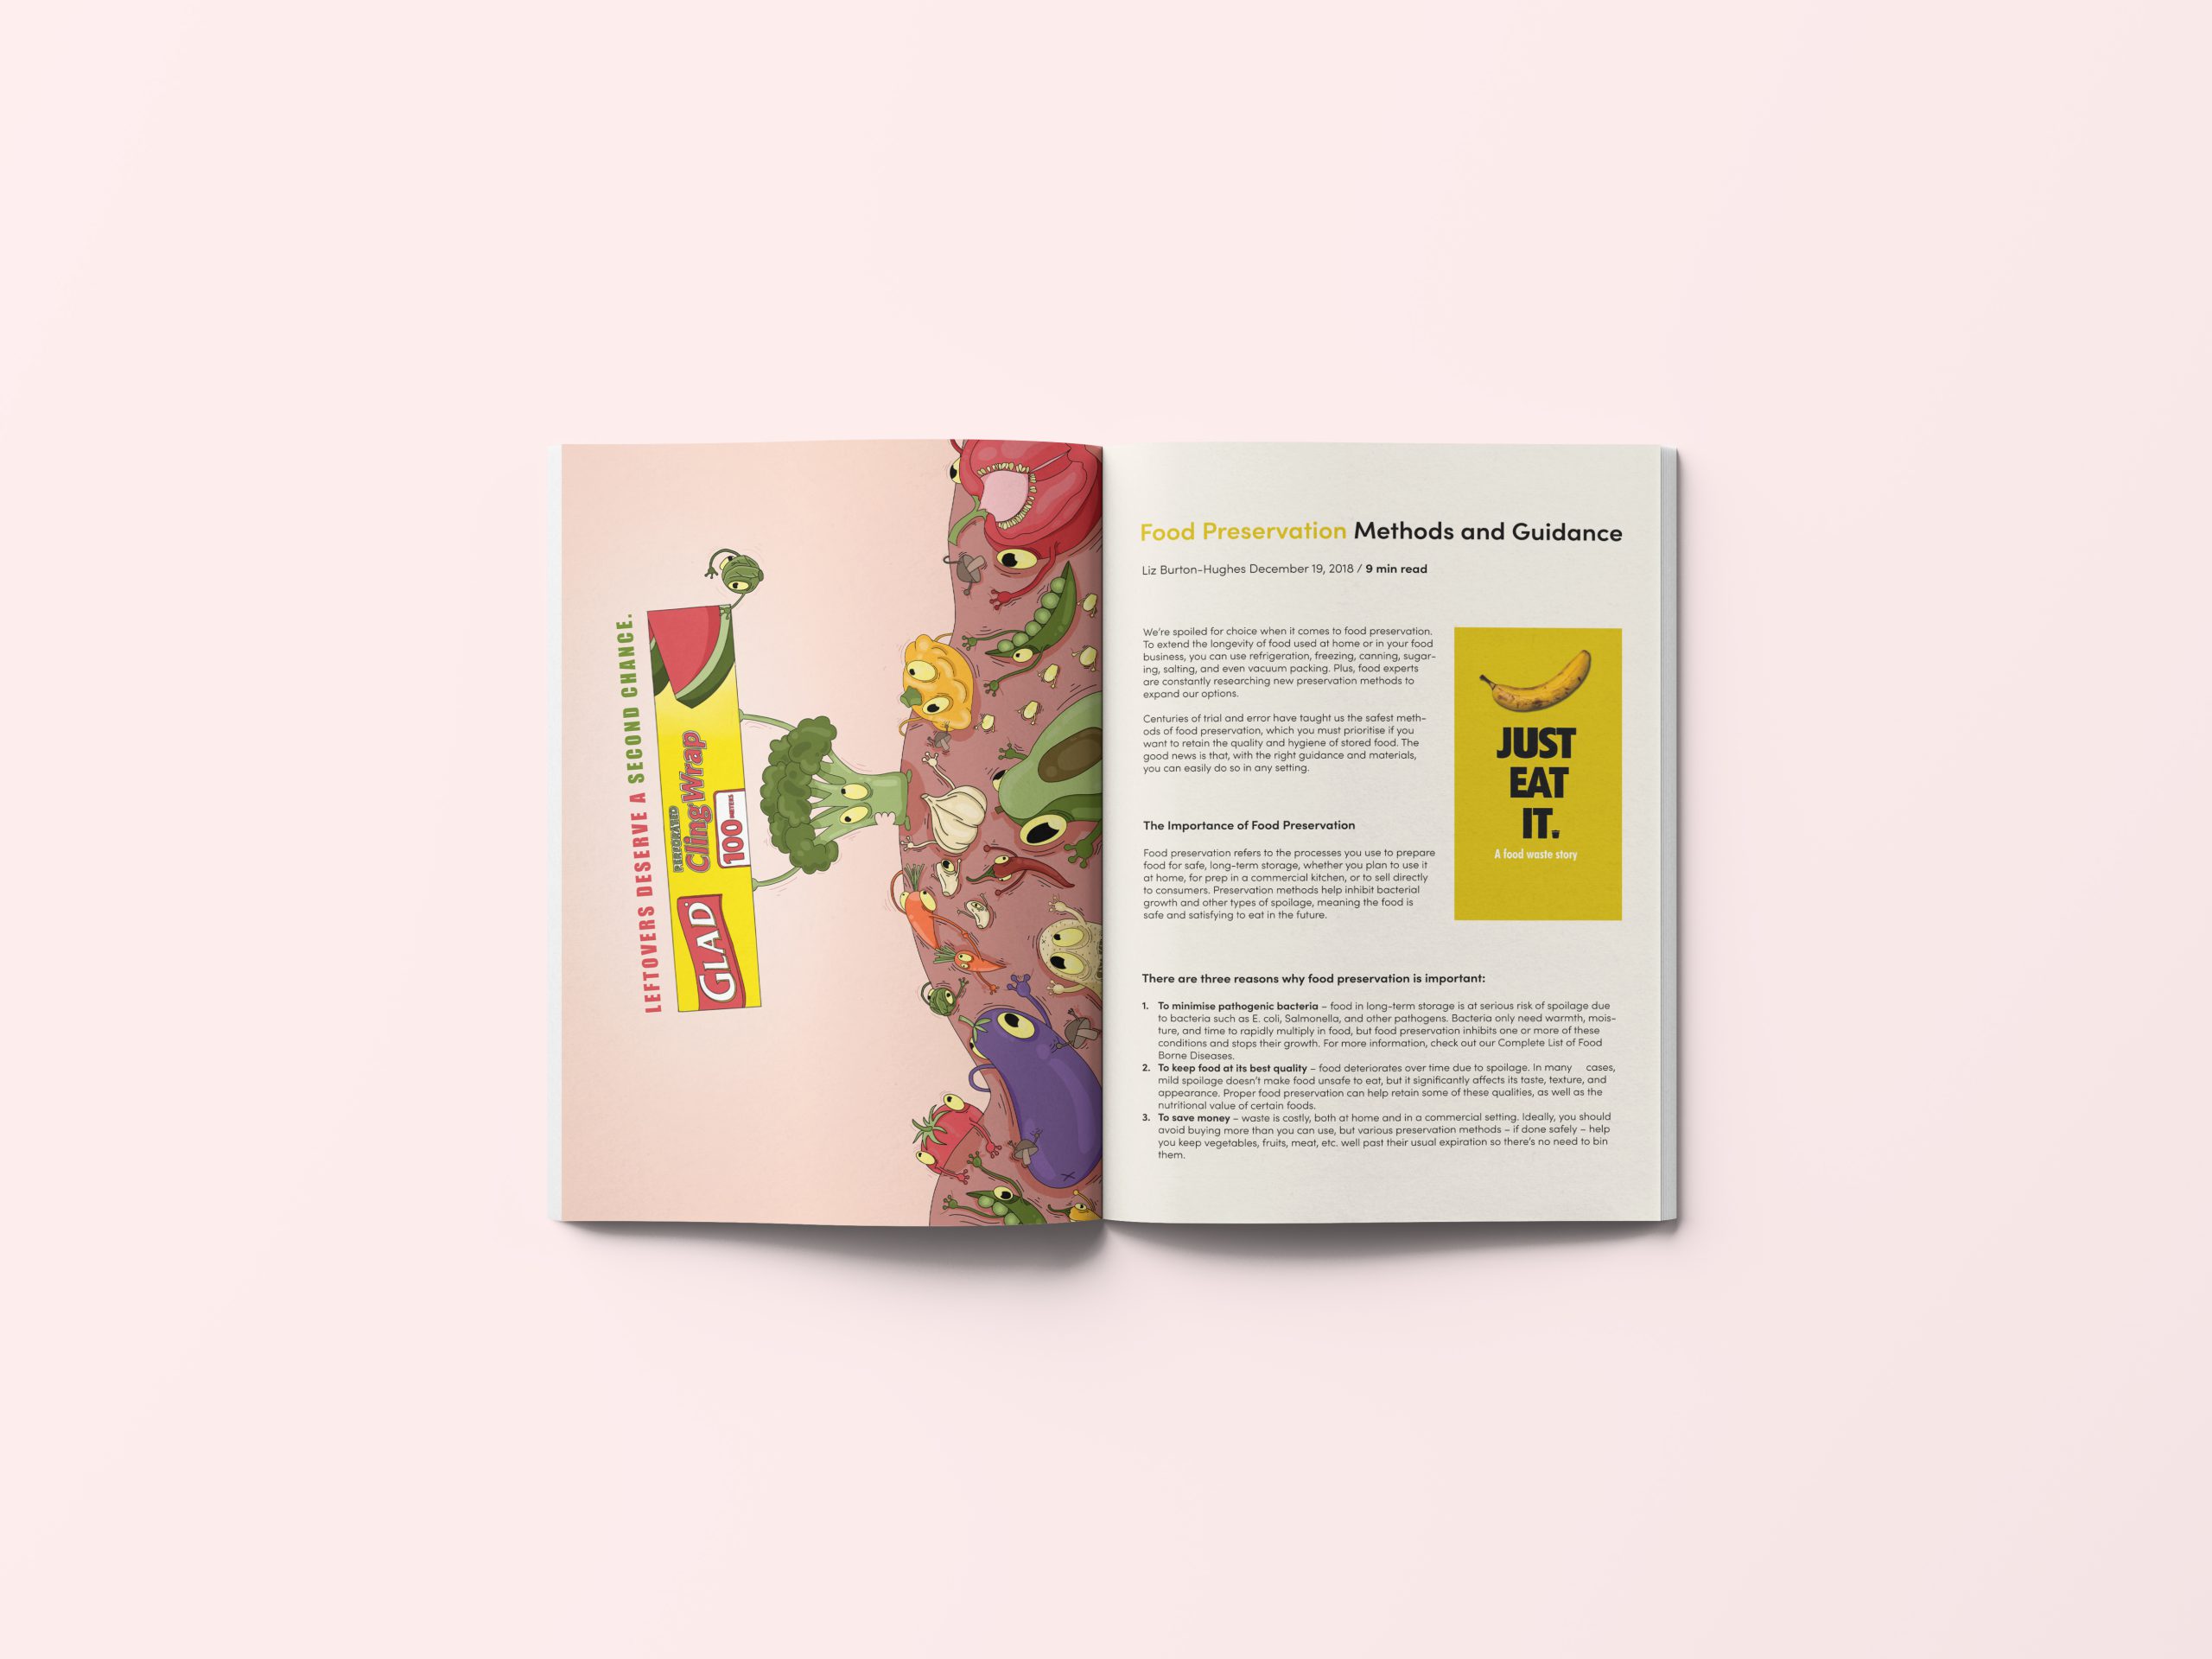 LEFTOVERS DESERVE A SECOND CHANCE.
GLAD
PERFORATED
ClingWrap
100 METERS
Food Preservation Methods and Guidance
Liz Burton-Hughes December 19, 2018 / 9 min read
We're spoiled for choice when it comes to food preservation.
To extend the longevity of food used at home or in your food
business, you can use refrigeration, freezing, canning, sugar-
ing, salting, and even vacuum packing. Plus, food experts
are constantly researching new preservation methods to
expand our options.
Centuries of trial and error have taught us the safest meth-
ods of food preservation, which you must prioritise if you
want to retain the quality and hygiene of stored food. The
good news is that, with the right guidance and materials,
you can easily do so in any setting.
The Importance of Food Preservation
Food preservation refers to the processes you use to prepare
food for safe, long-term storage, whether you plan to use it
at home, for prep in a commercial kitchen, or to sell directly
to consumers. Preservation methods help inhibit bacterial
growth and other types of spoilage, meaning the food is
safe and satisfying to eat in the future.
JUST
EAT
IT.
A food waste story
There are three reasons why food preservation is important:
1. To minimise pathogenic bacteria – food in long-term storage is at serious risk of spoilage due
to bacteria such as E. coli, Salmonella, and other pathogens. Bacteria only need warmth, mois-
ture, and time to rapidly multiply in food, but food preservation inhibits one or more of these
conditions and stops their growth. For more information, check out our Complete List of Food
Borne Diseases.
2. To keep food at its best quality – food deteriorates over time due to spoilage. In many cases,
mild spoilage doesn't make food unsafe to eat, but it significantly affects its taste, texture, and
appearance. Proper food preservation can help retain some of these qualities, as well as the
nutritional value of certain foods.
3. To save money – waste is costly, both at home and in a commercial setting. Ideally, you should
avoid buying more than you can use, but various preservation methods – if done safely – help
you keep vegetables, fruits, meat, etc. well past their usual expiration so there's no need to bin
them.